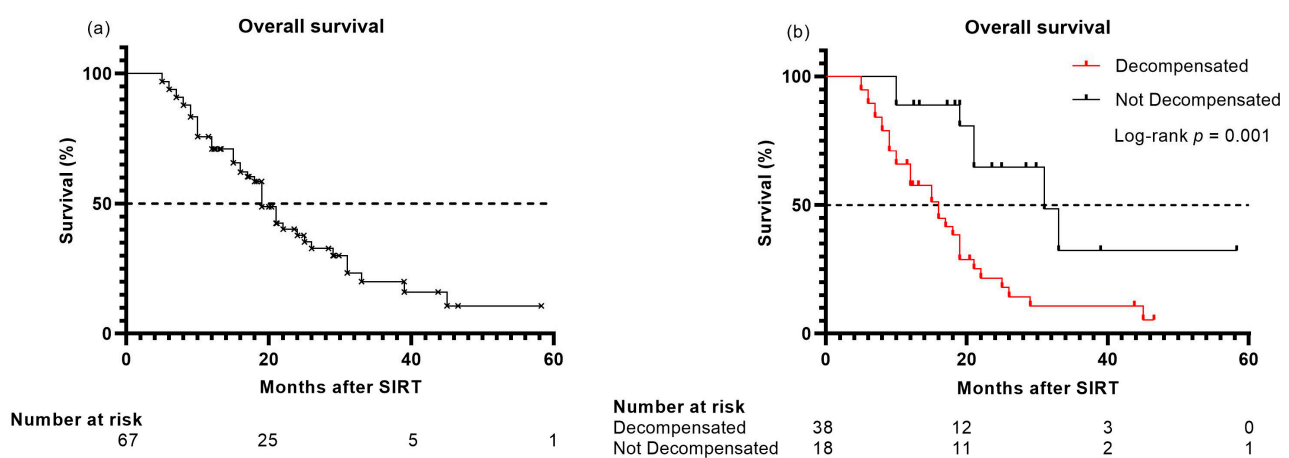 (a)
Overall survival
100
50
0
Survival (%)
0 20 40 60
Months after SIRT
Number at risk
67 25 5 1
(b)
Overall survival
Decompensated
Not Decompensated
Log-rank p = 0.001
100
50
0
Survival (%)
0 20 40 60
Months after SIRT
Number at risk
Decompensated 38 12 3 0
Not Decompensated 18 11 2 1